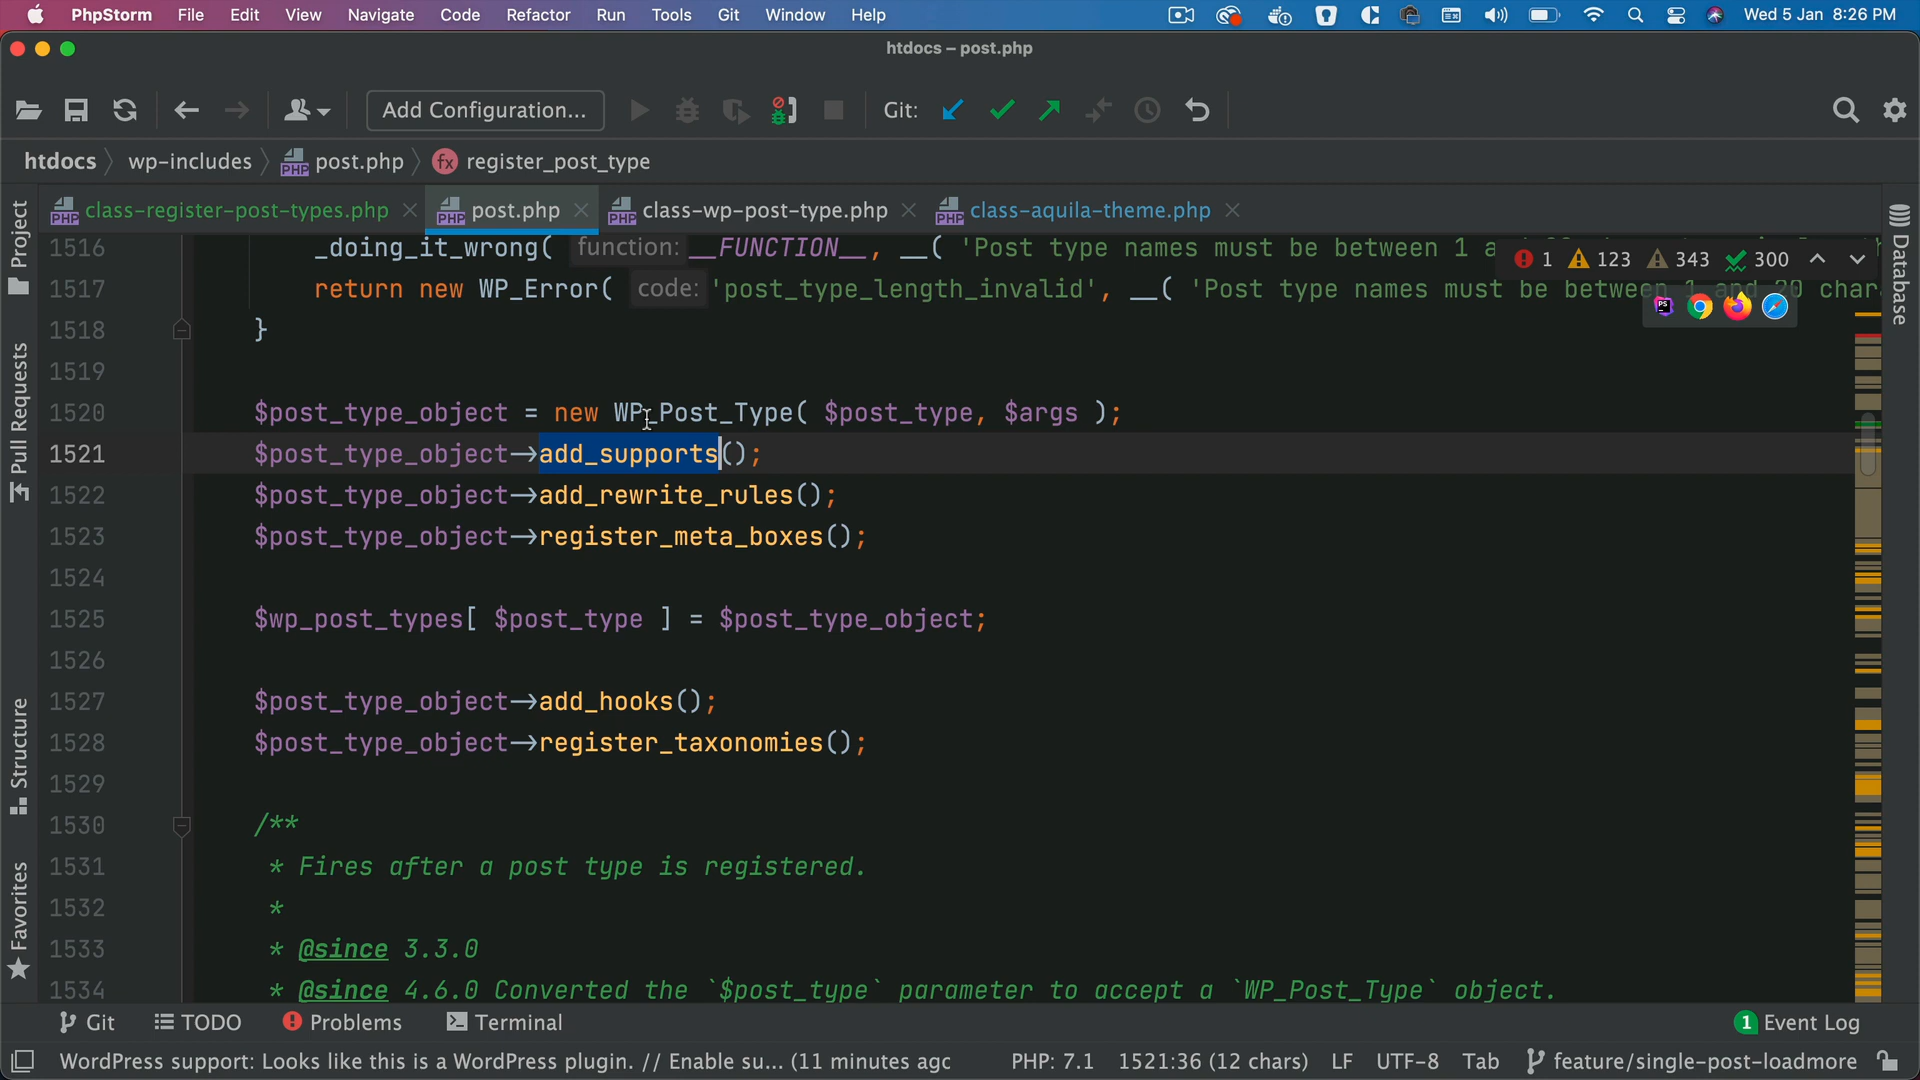 PhpStorm File Edit View Navigate Code Refactor Run Tools Git Window Help Wed 5 Jan 8:26 PM
htdocs – post.php
Add Configuration... Git:
htdocs wp-includes post.php register_post_type
class-register-post-types.php post.php class-wp-post-type.php class-aquila-theme.php
1516 _doing_it_wrong( function: __FUNCTION__, __( 'Post type names must be between 1 a
1 123 343 300
1517 return new WP_Error( code: 'post_type_length_invalid', __( 'Post type names must be between 1 and 20 chara
1518 }
1519
1520 $post_type_object = new WP_Post_Type( $post_type, $args );
1521 $post_type_object→add_supports();
1522 $post_type_object→add_rewrite_rules();
1523 $post_type_object→register_meta_boxes();
1524
1525 $wp_post_types[ $post_type ] = $post_type_object;
1526
1527 $post_type_object→add_hooks();
1528 $post_type_object→register_taxonomies();
1529
1530 /**
1531 * Fires after a post type is registered.
1532 *
1533 * @since 3.3.0
1534 * @since 4.6.0 Converted the `$post_type` parameter to accept a `WP_Post_Type` object.
Project
Pull Requests
Structure
Favorites
Database
Git TODO Problems Terminal 1 Event Log
WordPress support: Looks like this is a WordPress plugin. // Enable su... (11 minutes agc PHP: 7.1 1521:36 (12 chars) LF UTF-8 Tab feature/single-post-loadmore